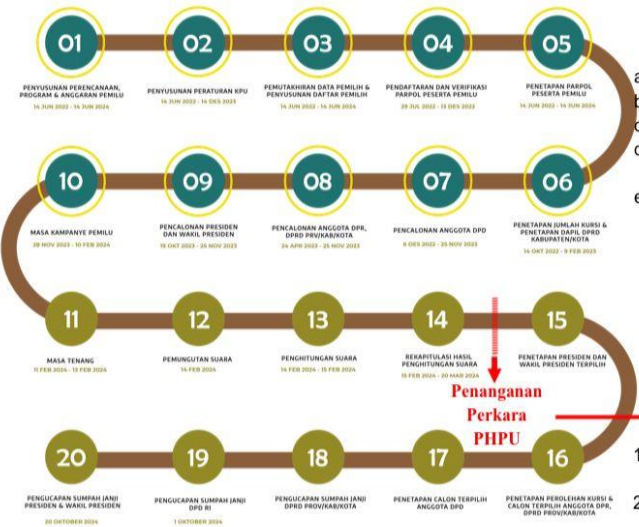 01
02
03
04
05
PENYUSUNAN PERENCANAAN,
PROGRAM & ANGGARAN PEMILU
14 JUN 2022 - 14 JUN 2024
PENYUSUNAN PERATURAN KPU
14 JUN 2022 - 14 DES 2023
PEMUTAKHIRAN DATA PEMILIH &
PENYUSUNAN DAFTAR PEMILIH
14 JUN 2022 - 14 JUN 2024
PENDAFTARAN DAN VERIFIKASI
PARPOL PESERTA PEMILU
29 JUL 2022 - 13 DES 2023
PENETAPAN PARPOL
PESERTA PEMILU
14 JUN 2022 - 14 JUN 2024
a
b
c
e
10
09
08
07
06
MASA KAMPANYE PEMILU
28 NOV 2023 - 10 FEB 2024
PENCALONAN PRESIDEN
DAN WAKIL PRESIDEN
19 OKT 2023 - 25 NOV 2023
PENCALONAN ANGGOTA DPR,
DPRD PRV/KAB/KOTA
24 APR 2023 - 25 NOV 2023
PENCALONAN ANGGOTA DPD
6 DES 2022 - 25 NOV 2023
PENETAPAN JUMLAH KURSI &
PENETAPAN DAPIL DPRD
KABUPATEN/KOTA
14 OKT 2022 - 9 FEB 2023
11
12
13
14
15
MASA TENANG
11 FEB 2024 - 13 FEB 2024
PEMUNGUTAN SUARA
14 FEB 2024
PENGHITUNGAN SUARA
14 FEB 2024 - 15 FEB 2024
REKAPITULASI HASIL
PENGHITUNGAN SUARA
15 FEB 2024 - 20 MAR 2024
PENETAPAN PRESIDEN DAN
WAKIL PRESIDEN TERPILIH
Penanganan
Perkara
PHPU
20
19
18
17
16
PENGUCAPAN SUMPAH JANJI
PRESIDEN & WAKIL PRESIDEN
20 OKTOBER 2024
PENGUCAPAN SUMPAH JANJI
DPD RI
1 OKTOBER 2024
PENGUCAPAN SUMPAH JANJI
DPRD PROV/KAB/KOTA
PENETAPAN CALON TERPILIH
ANGGOTA DPD
PENETAPAN PEROLEHAN KURSI &
CALON TERPILIH ANGGOTA DPR,
DPRD PROV/KAB/KOTA
1
2